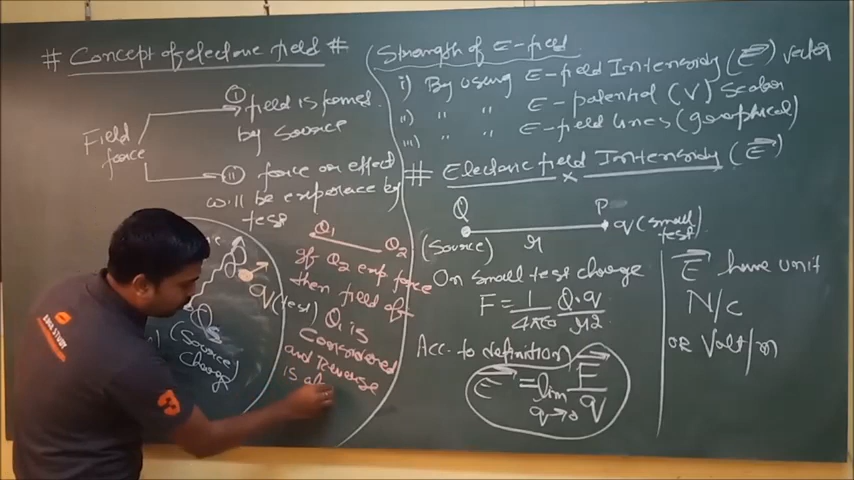 # Concept of electric field #
Field
force
(i) field is formed
by source
(ii) force or effect
will be experience by
test
q (test)
(Source
charge
Q1
Q2
If Q2 exp force
then field of
Q1 is
Considered
and Reverse
is al
Strength of E-field
i) By using E-field Intensity (E⃗) vector
ii) " " E-potential (V) Scalar
iii) " " E-field lines (geographical)
# Electric field Intensity (E⃗)
Q
P
q (small
test)
(Source)
r
On small test charge
F = 1/4πε0 Q·q/r2
Acc. to definition
E⃗ = lim q→0 F⃗/q
E⃗ have unit
N/C
OR Volt/m
EDGE STUDY